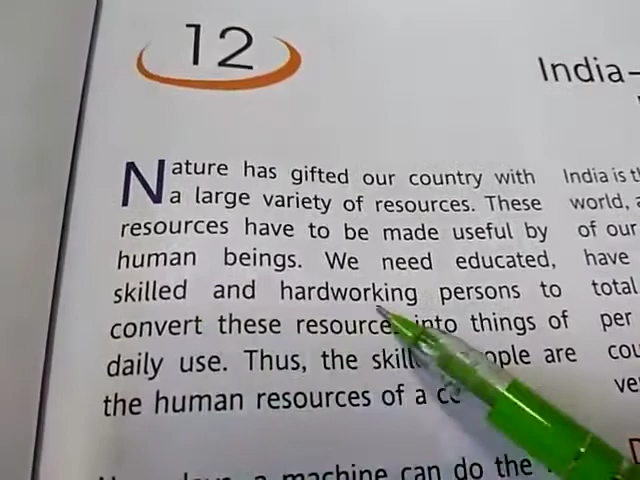 12
India–
Nature has gifted our country with
a large variety of resources. These
resources have to be made useful by
human beings. We need educated,
skilled and hardworking persons to
convert these resource into things of
daily use. Thus, the skill ople are
the human resources of a
a machine can do the
India is
world,
of our
have
total
per